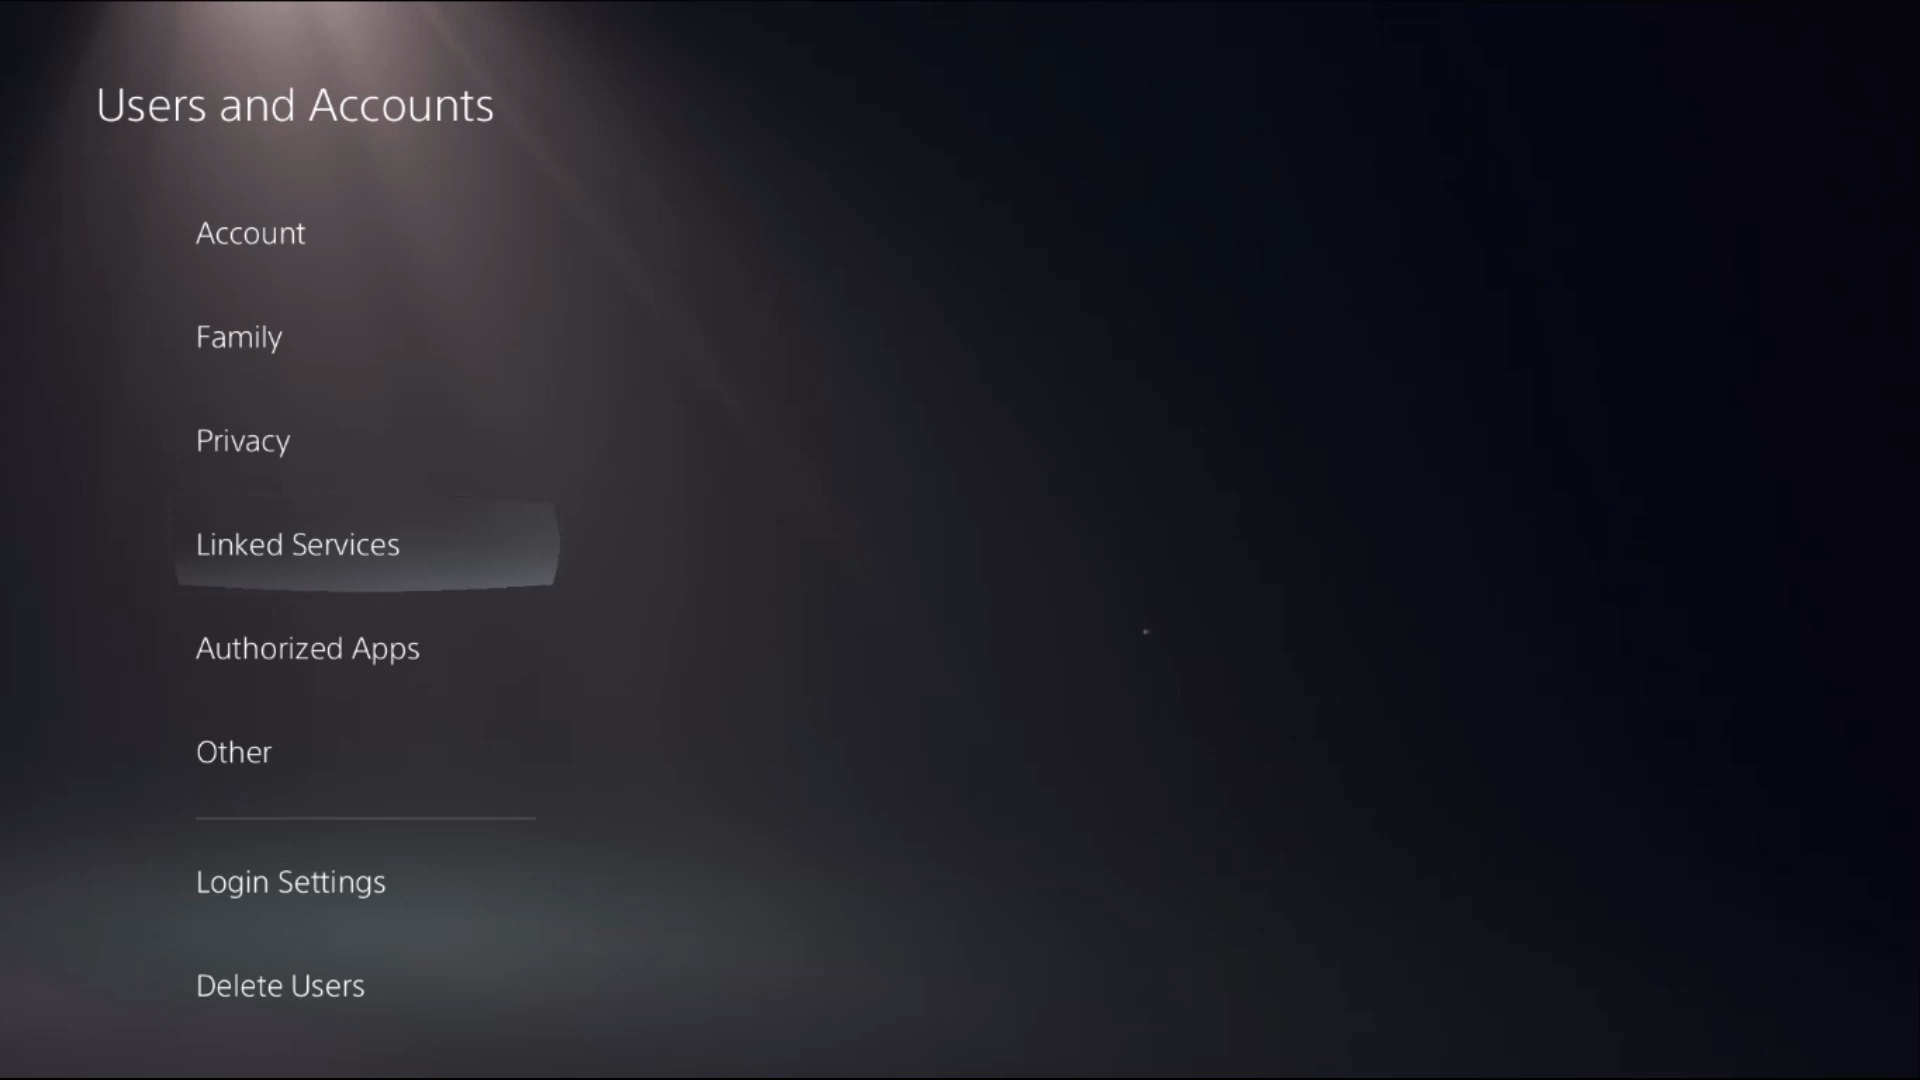 Users and Accounts
Account
Family
Privacy
Linked Services
Authorized Apps
Other
Login Settings
Delete Users